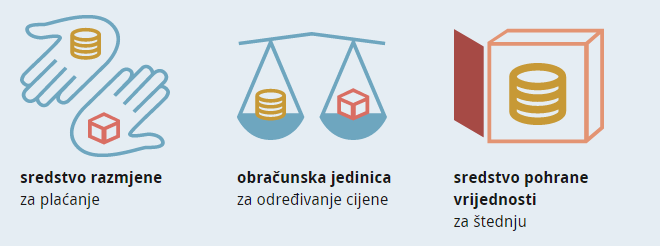 sredstvo razmjene
za plaćanje
obračunska jedinica
za određivanje cijene
sredstvo pohrane
vrijednosti
za štednju